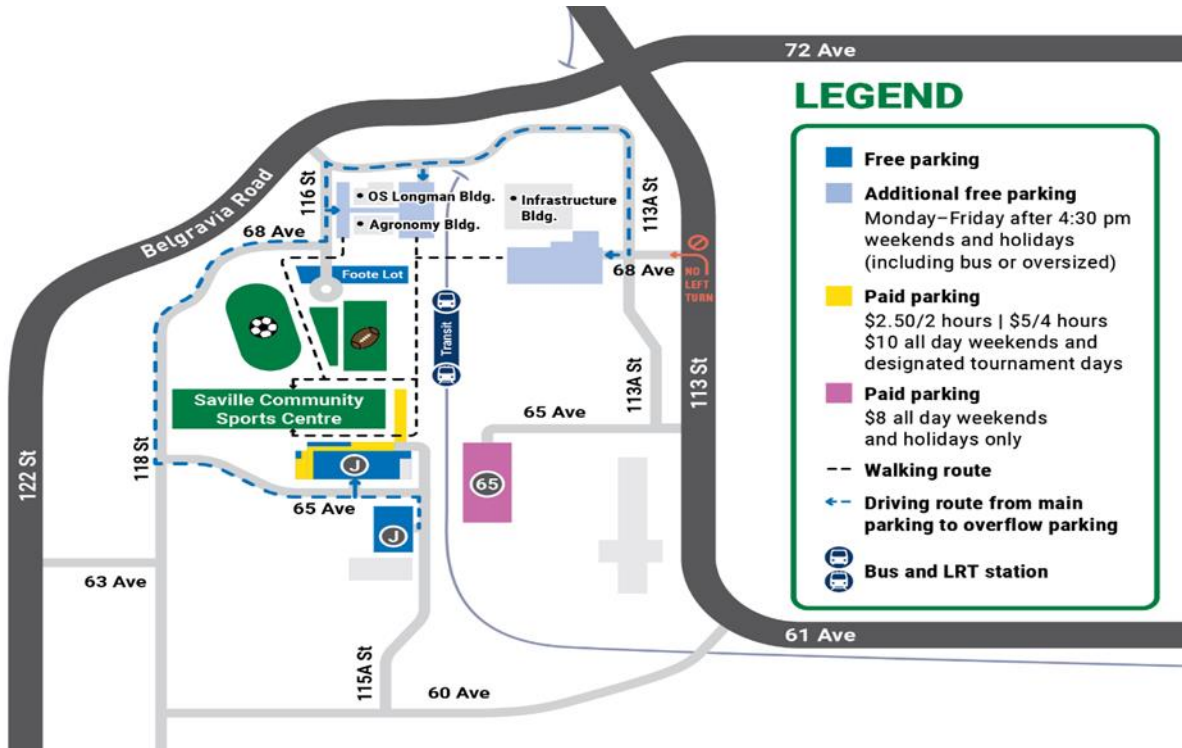 72 Ave
LEGEND
Free parking
Additional free parking
Monday–Friday after 4:30 pm
weekends and holidays
(including bus or oversized)
Paid parking
$2.50/2 hours | $5/4 hours
$10 all day weekends and
designated tournament days
Paid parking
$8 all day weekends
and holidays only
Walking route
Driving route from main
parking to overflow parking
Bus and LRT station
Belgravia Road
116 St
• OS Longman Bldg.
• Agronomy Bldg.
• Infrastructure
Bldg.
113A St
68 Ave
68 Ave
NO
LEFT
TURN
Foote Lot
Transit
Saville Community
Sports Centre
113A St
113 St
65 Ave
122 St
118 St
J
65
65 Ave
J
63 Ave
115A St
60 Ave
61 Ave